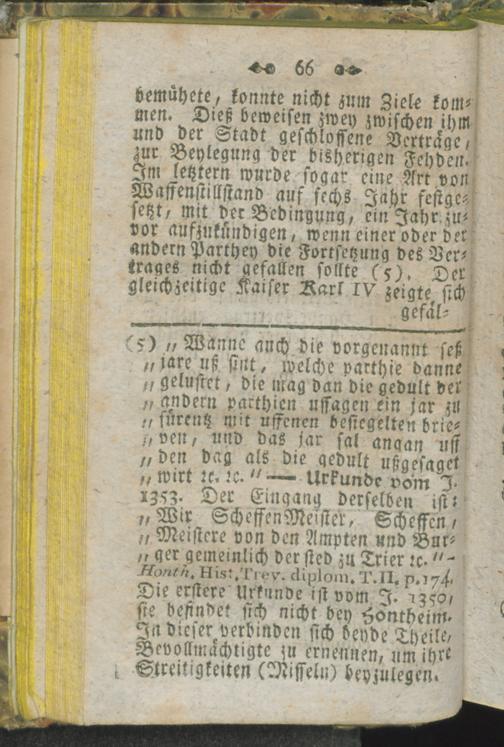 66
bemühete, konnte nicht zum Ziele kom⸗
men. Dieß beweisen zwey zwischen ihm
und der Stadt geschlossene Verträge,
zur Beylegung der bisherigen Fehden.
Im letztern wurde sogar eine Art von
Waffenstillstand auf sechs Jahr festge⸗
setzt, mit der Bedingung, ein Jahr zu⸗
vor aufzukündigen, wenn einer oder der
andern Parthey die Fortsetzung des Ver⸗
trages nicht gefallen sollte (5). Der
gleichzeitige Kaiser Karl IV zeigte sich
gefäl⸗
(5) „Wanne auch die vorgenannt seß
„jare uß sint, welche parthie danne
„gelustet, die mag dan die gedult der
„andern parthien uffagen ein jar zu
„fürentz mit uffenen besiegelten brie⸗
„ven, und das jar sal angan uff
„den dag als die gedult ußgesaget
„wirt ꝛc. ꝛc." — Urkunde vom J.
1353. Der Eingang derselben ist:
„Wir ScheffenMeister, Scheffen,
„Meistere von den Ampten und Bur⸗
„ger gemeinlich der sted zu Trier ꝛc." –
Honth. Hist. Trev. diplom. T. II. p. 174.
Die erstere Urkunde ist vom J. 1350,
sie befindet sich nicht bey Hontheim.
In dieser verbinden sich beyde Theile,
Bevollmächtigte zu ernennen, um ihre
Streitigkeiten (Misseln) beyzulegen.